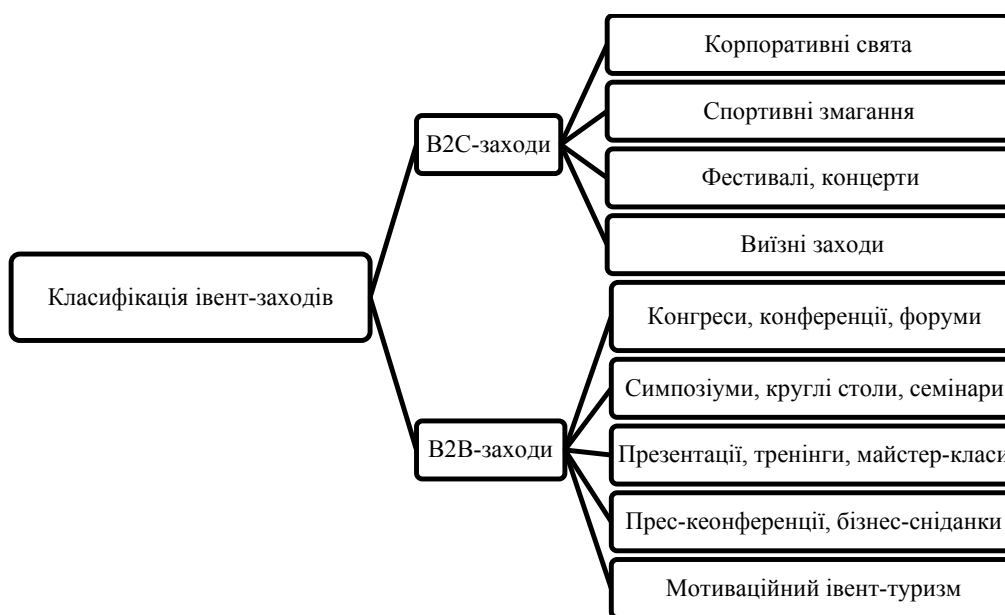 Класифікація івент-заходів
B2C-заходи
Корпоративні свята
Спортивні змагання
Фестивалі, концерти
Виїзні заходи
B2B-заходи
Конгреси, конференції, форуми
Симпозіуми, круглі столи, семінари
Презентації, тренінги, майстер-класи
Прес-кеонференції, бізнес-сніданки
Мотиваційний івент-туризм